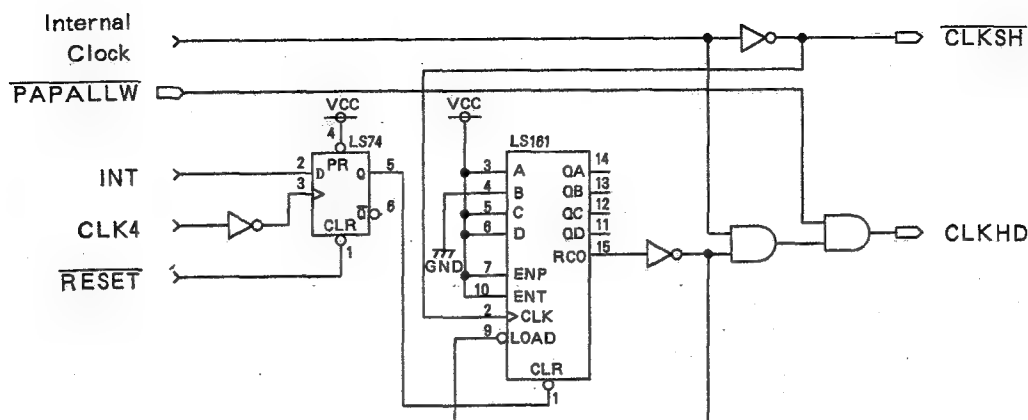 Internal
Clock
CLKSH
PAPALLW
VCC
VCC
4
LS74
LS161
2
PR
5
3
A
14
QA
INT
D
Q
4
B
13
QB
3
5
C
12
QC
Q
6
6
D
11
QD
CLK4
CLR
15
RCO
CLKHD
GND
7
ENP
RESET
1
10
ENT
2
CLK
9
LOAD
CLR
1